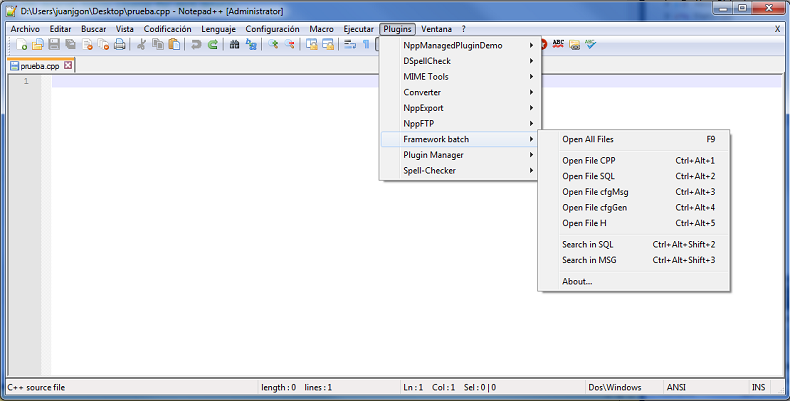 D:\Users\juanjgon\Desktop\prueba.cpp - Notepad++ [Administrator]
Archivo Editar Buscar Vista Codificación Lenguaje Configuración Macro Ejecutar Plugins Ventana ? X
ABC ABC
prueba.cpp
1
NppManagedPluginDemo
DSpellCheck
MIME Tools
Converter
NppExport
NppFTP
Framework batch
Plugin Manager
Spell-Checker
Open All Files F9
Open File CPP Ctrl+Alt+1
Open File SQL Ctrl+Alt+2
Open File cfgMsg Ctrl+Alt+3
Open File cfgGen Ctrl+Alt+4
Open File H Ctrl+Alt+5
Search in SQL Ctrl+Alt+Shift+2
Search in MSG Ctrl+Alt+Shift+3
About...
C++ source file length : 0 lines : 1 Ln : 1 Col : 1 Sel : 0 | 0 Dos\Windows ANSI INS